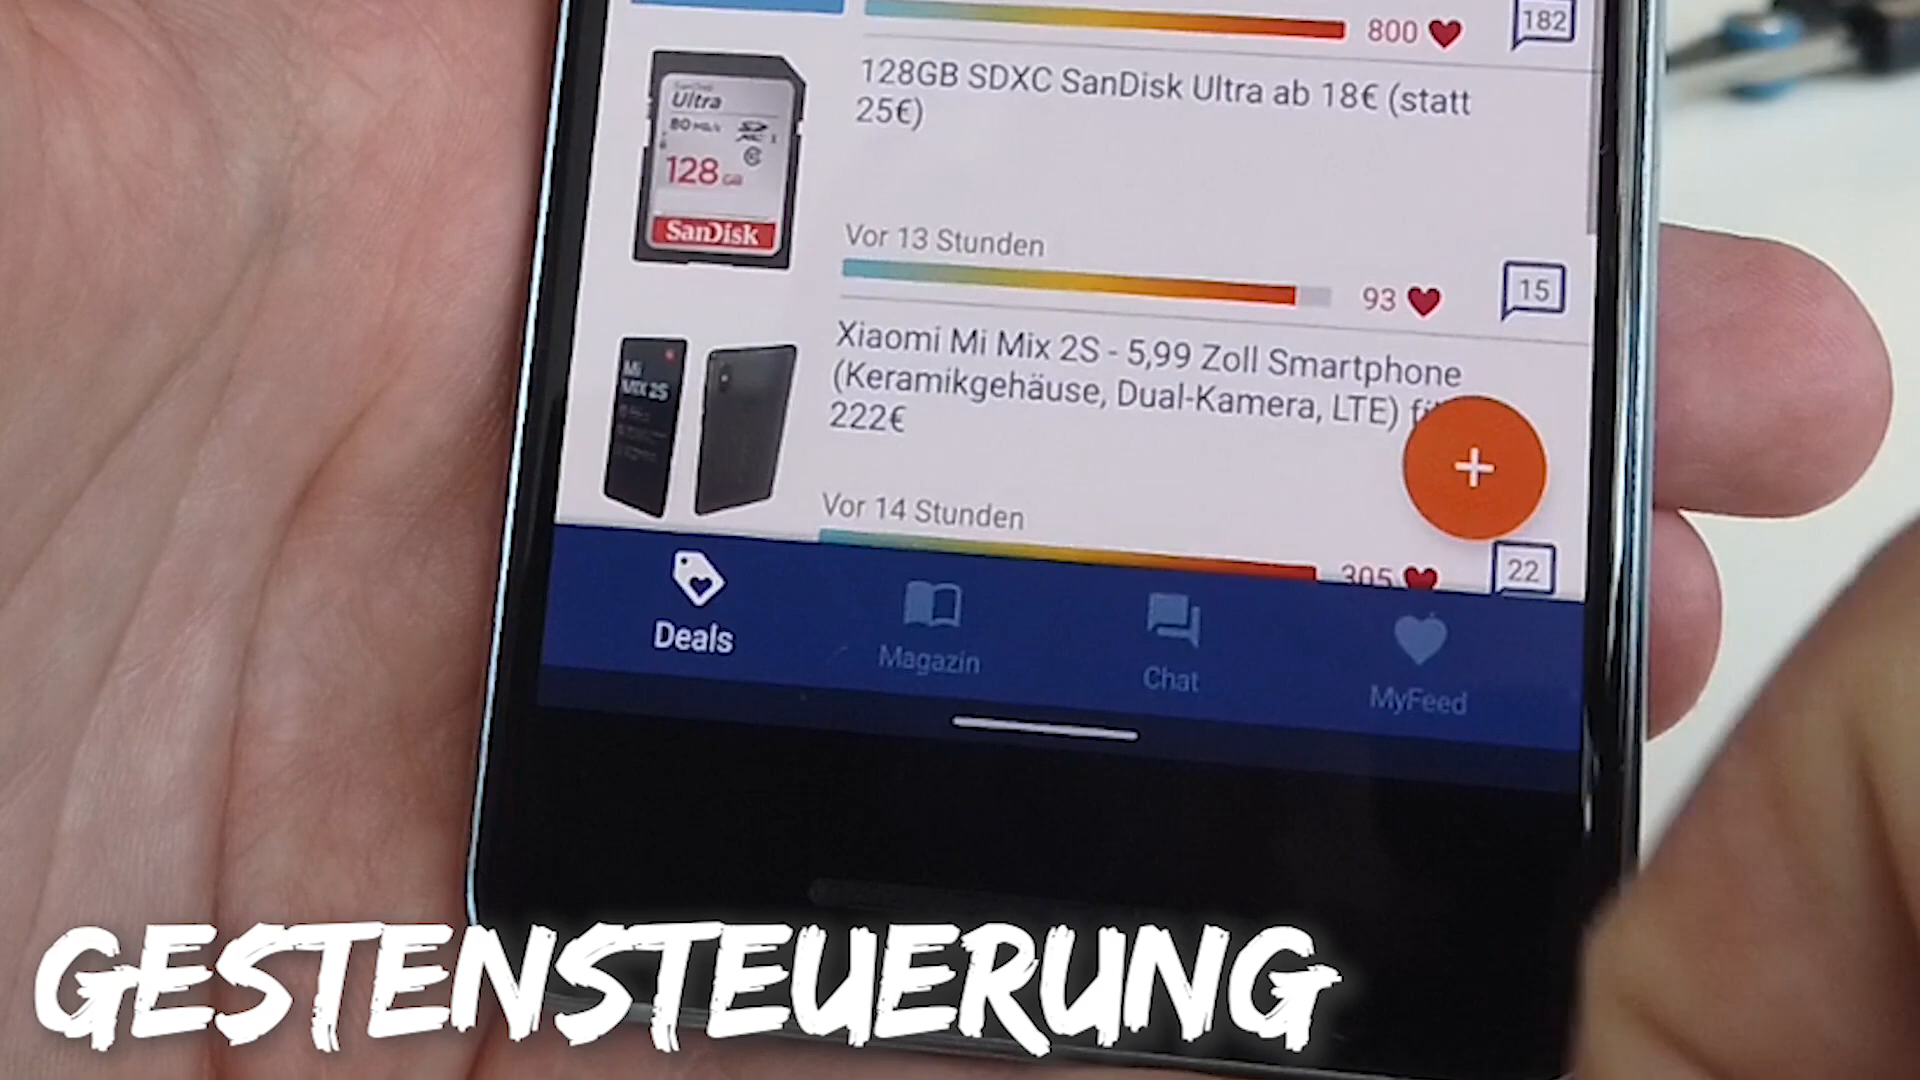 800
182
Ultra
80
128 GB
SanDisk
128GB SDXC SanDisk Ultra ab 18€ (statt
25€)
Vor 13 Stunden
93
15
Mi
MIX 2S
Xiaomi Mi Mix 2S - 5,99 Zoll Smartphone
(Keramikgehäuse, Dual-Kamera, LTE)
222€
+
Vor 14 Stunden
305
22
Deals
Magazin
Chat
MyFeed
GESTENSTEUERUNG